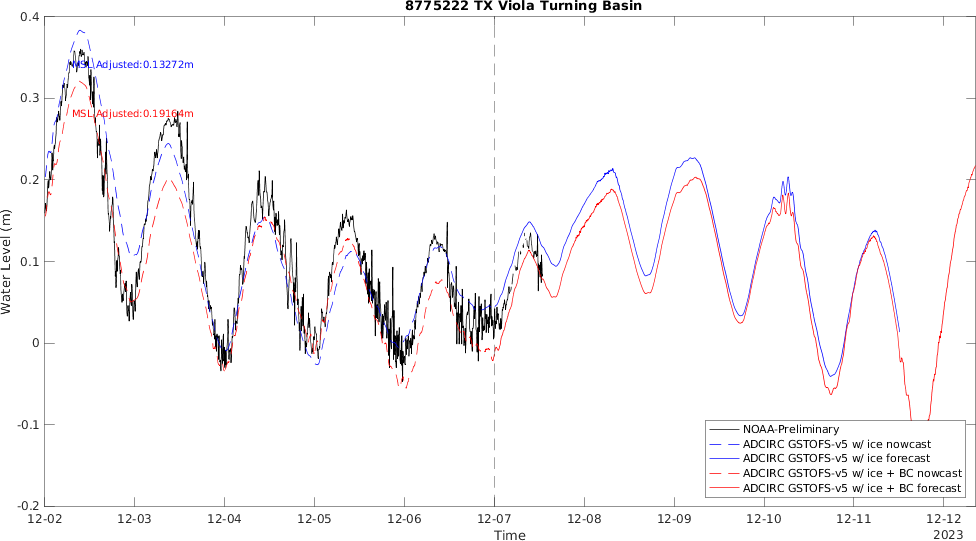 8775222 TX Viola Turning Basin
0.4
0.3
0.2
0.1
0
-0.1
-0.2
Water Level (m)
MSL Adjusted:0.13272m
MSL Adjusted:0.19164m
NOAA-Preliminary
ADCIRC GSTOFS-v5 w/ ice nowcast
ADCIRC GSTOFS-v5 w/ ice forecast
ADCIRC GSTOFS-v5 w/ ice + BC nowcast
ADCIRC GSTOFS-v5 w/ ice + BC forecast
12-02 12-03 12-04 12-05 12-06 12-07 12-08 12-09 12-10 12-11 12-12
2023
Time